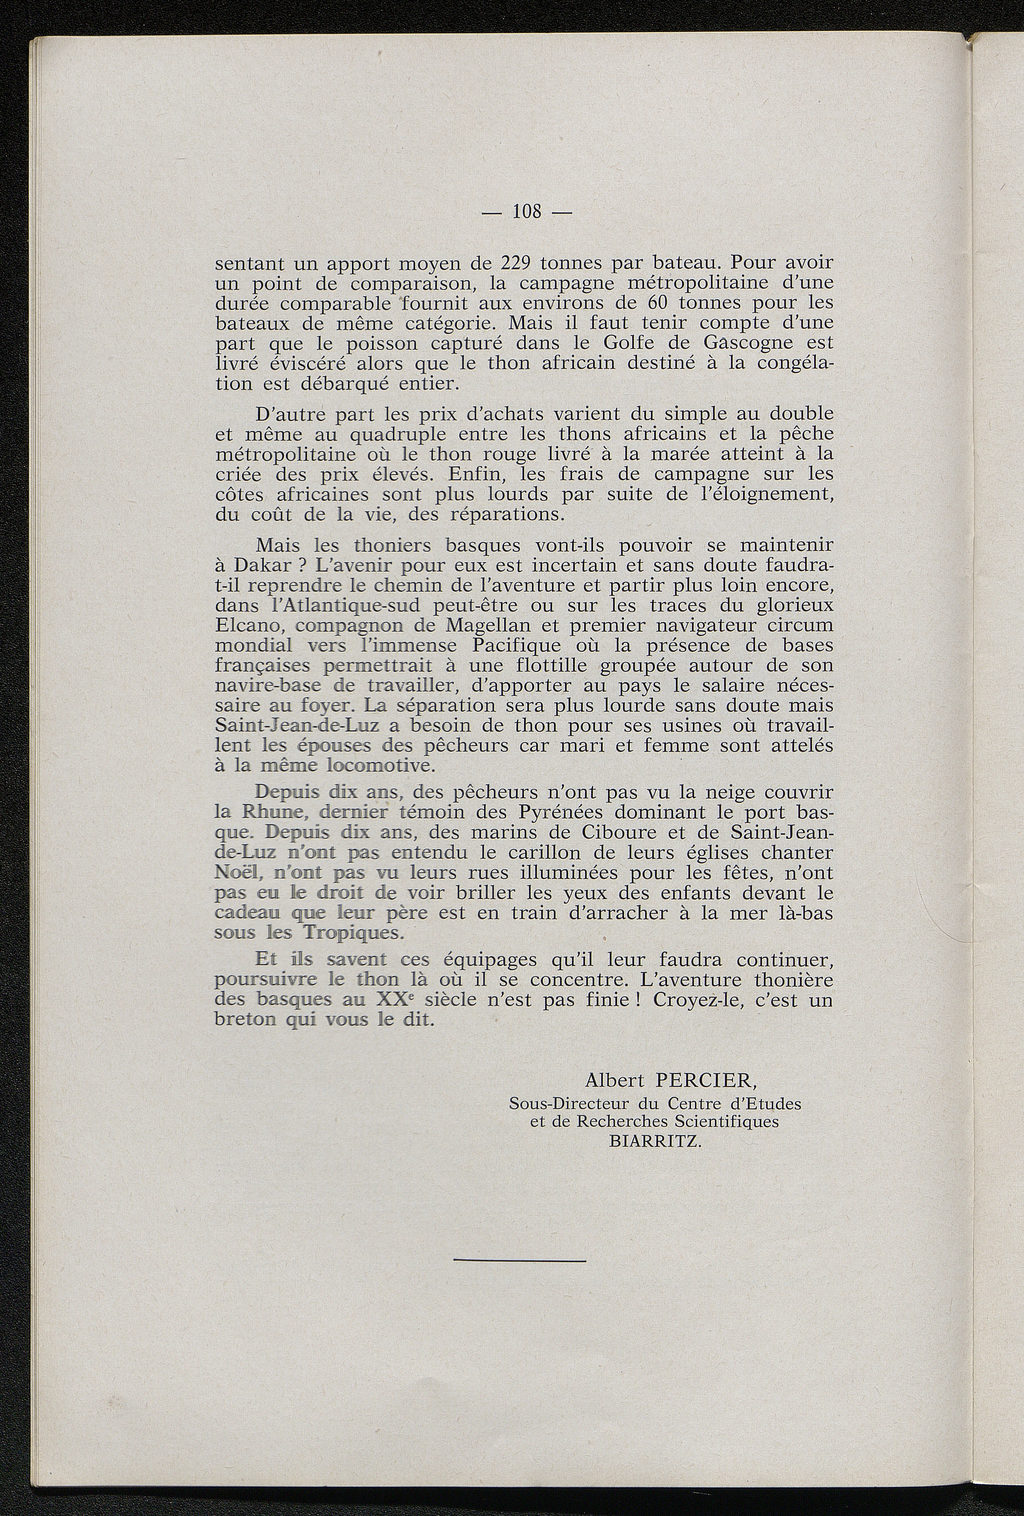 — 108 —
sentant un apport moyen de 229 tonnes par bateau. Pour avoir
un point de comparaison, la campagne métropolitaine d'une
durée comparable fournit aux environs de 60 tonnes pour les
bateaux de même catégorie. Mais il faut tenir compte d'une
part que le poisson capturé dans le Golfe de Gascogne est
livré éviscéré alors que le thon africain destiné à la congéla-
tion est débarqué entier.
D'autre part les prix d'achats varient du simple au double
et même au quadruple entre les thons africains et la pêche
métropolitaine où le thon rouge livré à la marée atteint à la
criée des prix élevés. Enfin, les frais de campagne sur les
côtes africaines sont plus lourds par suite de l'éloignement,
du coût de la vie, des réparations.
Mais les thoniers basques vont-ils pouvoir se maintenir
à Dakar ? L'avenir pour eux est incertain et sans doute faudra-
t-il reprendre le chemin de l'aventure et partir plus loin encore,
dans l'Atlantique-sud peut-être ou sur les traces du glorieux
Elcano, compagnon de Magellan et premier navigateur circum
mondial vers l'immense Pacifique où la présence de bases
françaises permettrait à une flottille groupée autour de son
navire-base de travailler, d'apporter au pays le salaire néces-
saire au foyer. La séparation sera plus lourde sans doute mais
Saint-Jean-de-Luz a besoin de thon pour ses usines où travail-
lent les épouses des pêcheurs car mari et femme sont attelés
à la même locomotive.
Depuis dix ans, des pêcheurs n'ont pas vu la neige couvrir
la Rhune, dernier témoin des Pyrénées dominant le port bas-
que. Depuis dix ans, des marins de Ciboure et de Saint-Jean-
de-Luz n'ont pas entendu le carillon de leurs églises chanter
Noël, n'ont pas vu leurs rues illuminées pour les fêtes, n'ont
pas eu le droit de voir briller les yeux des enfants devant le
cadeau que leur père est en train d'arracher à la mer là-bas
sous les Tropiques.
Et ils savent ces équipages qu'il leur faudra continuer,
poursuivre le thon là où il se concentre. L'aventure thonière
des basques au XXe siècle n'est pas finie ! Croyez-le, c'est un
breton qui vous le dit.
Albert PERCIER,
Sous-Directeur du Centre d'Etudes
et de Recherches Scientifiques
BIARRITZ.